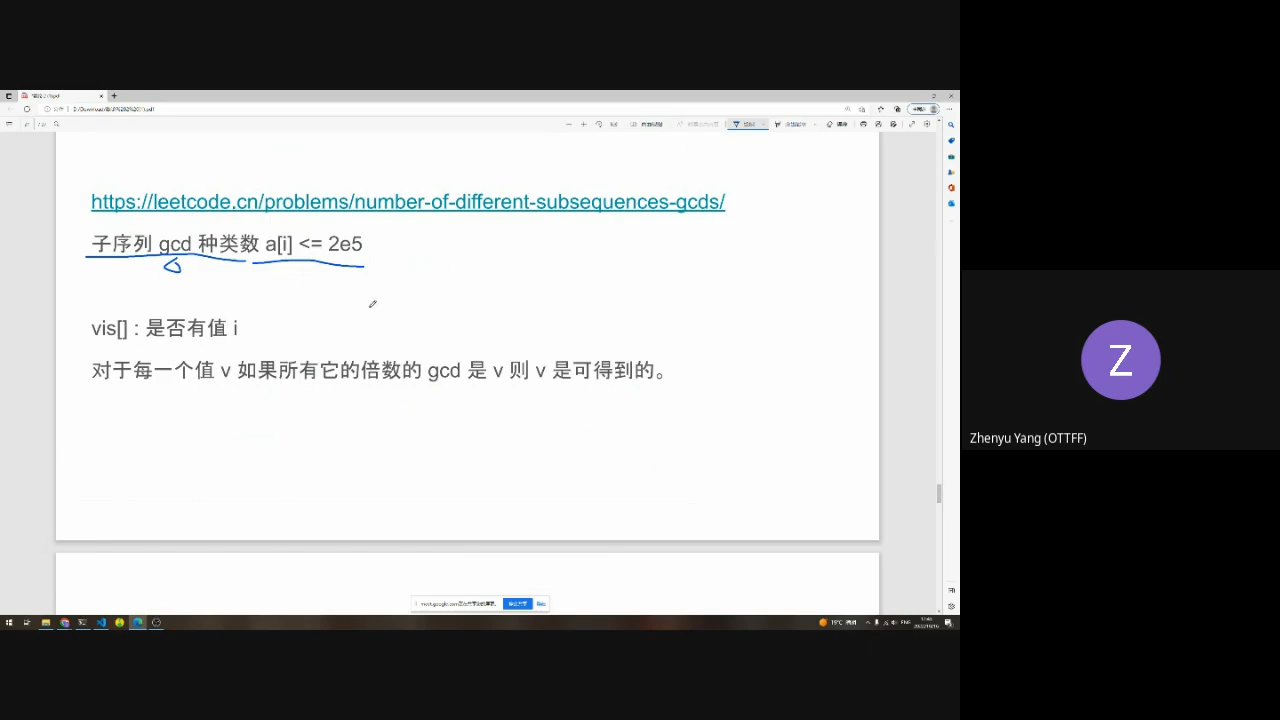 https://leetcode.cn/problems/number-of-different-subsequences-gcds/
子序列 gcd 种类数 a[i] <= 2e5
vis[] : 是否有值 i
对于每一个值 v 如果所有它的倍数的 gcd 是 v 则 v 是可得到的。
Z
Zhenyu Yang (OTTFF)
ENG